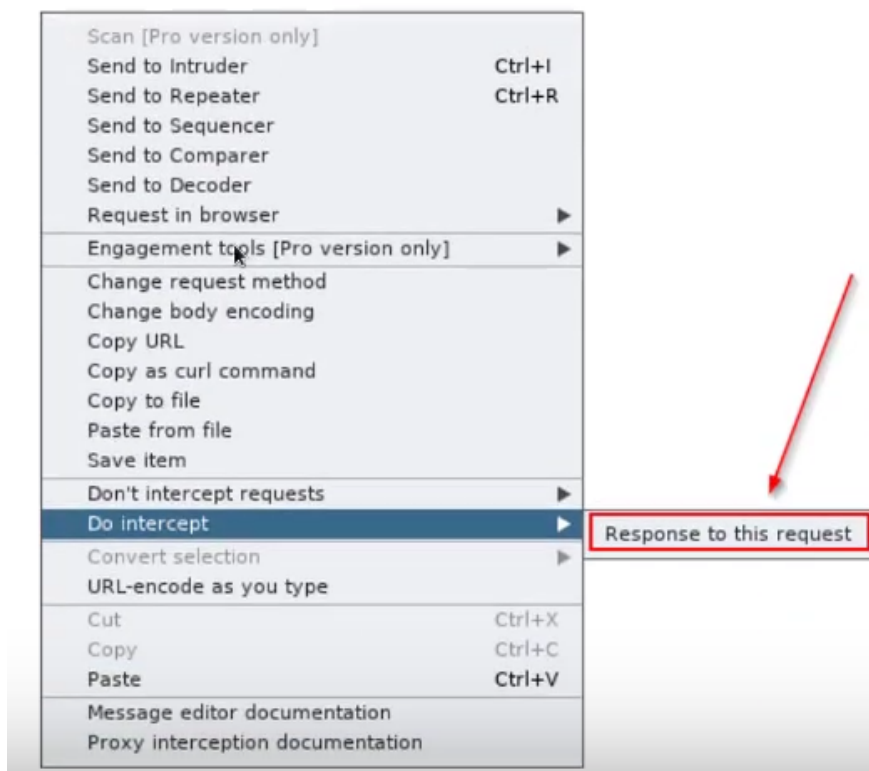 Scan [Pro version only]
Send to Intruder Ctrl+I
Send to Repeater Ctrl+R
Send to Sequencer
Send to Comparer
Send to Decoder
Request in browser
Engagement tools [Pro version only]
Change request method
Change body encoding
Copy URL
Copy as curl command
Copy to file
Paste from file
Save item
Don't intercept requests
Do intercept
Response to this request
Convert selection
URL-encode as you type
Cut Ctrl+X
Copy Ctrl+C
Paste Ctrl+V
Message editor documentation
Proxy interception documentation